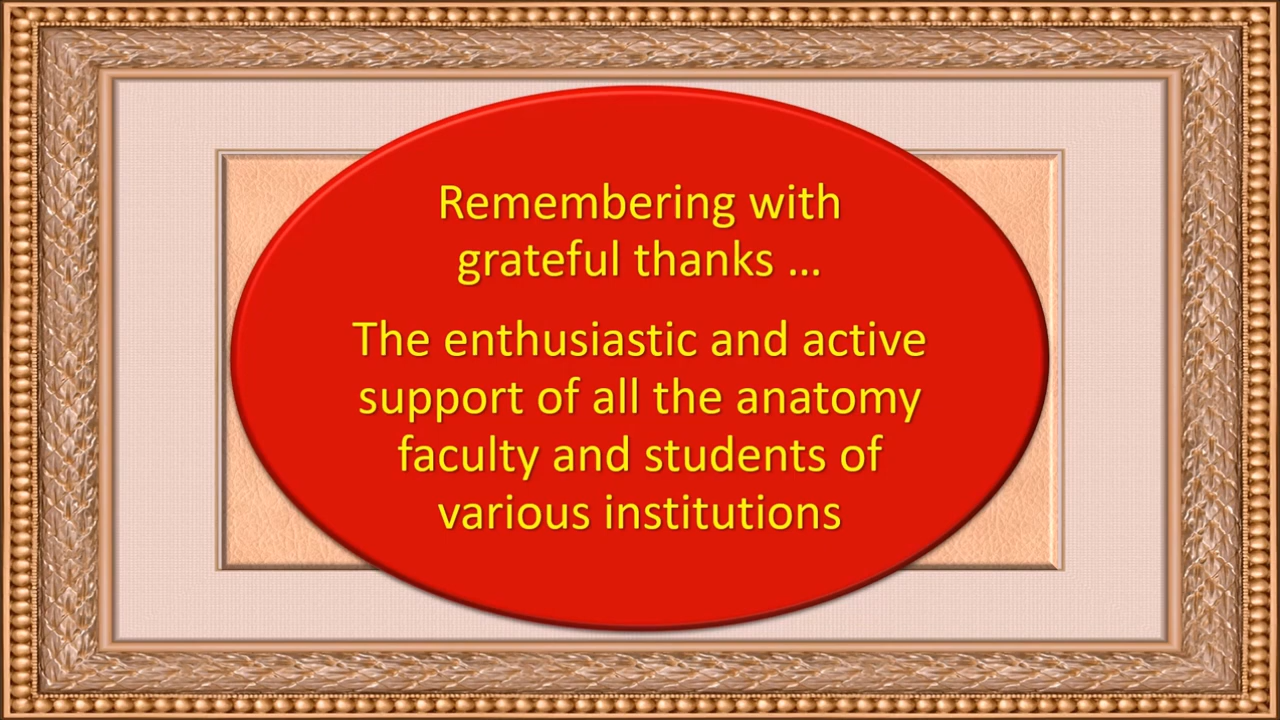 Remembering with
grateful thanks ...
The enthusiastic and active
support of all the anatomy
faculty and students of
various institutions